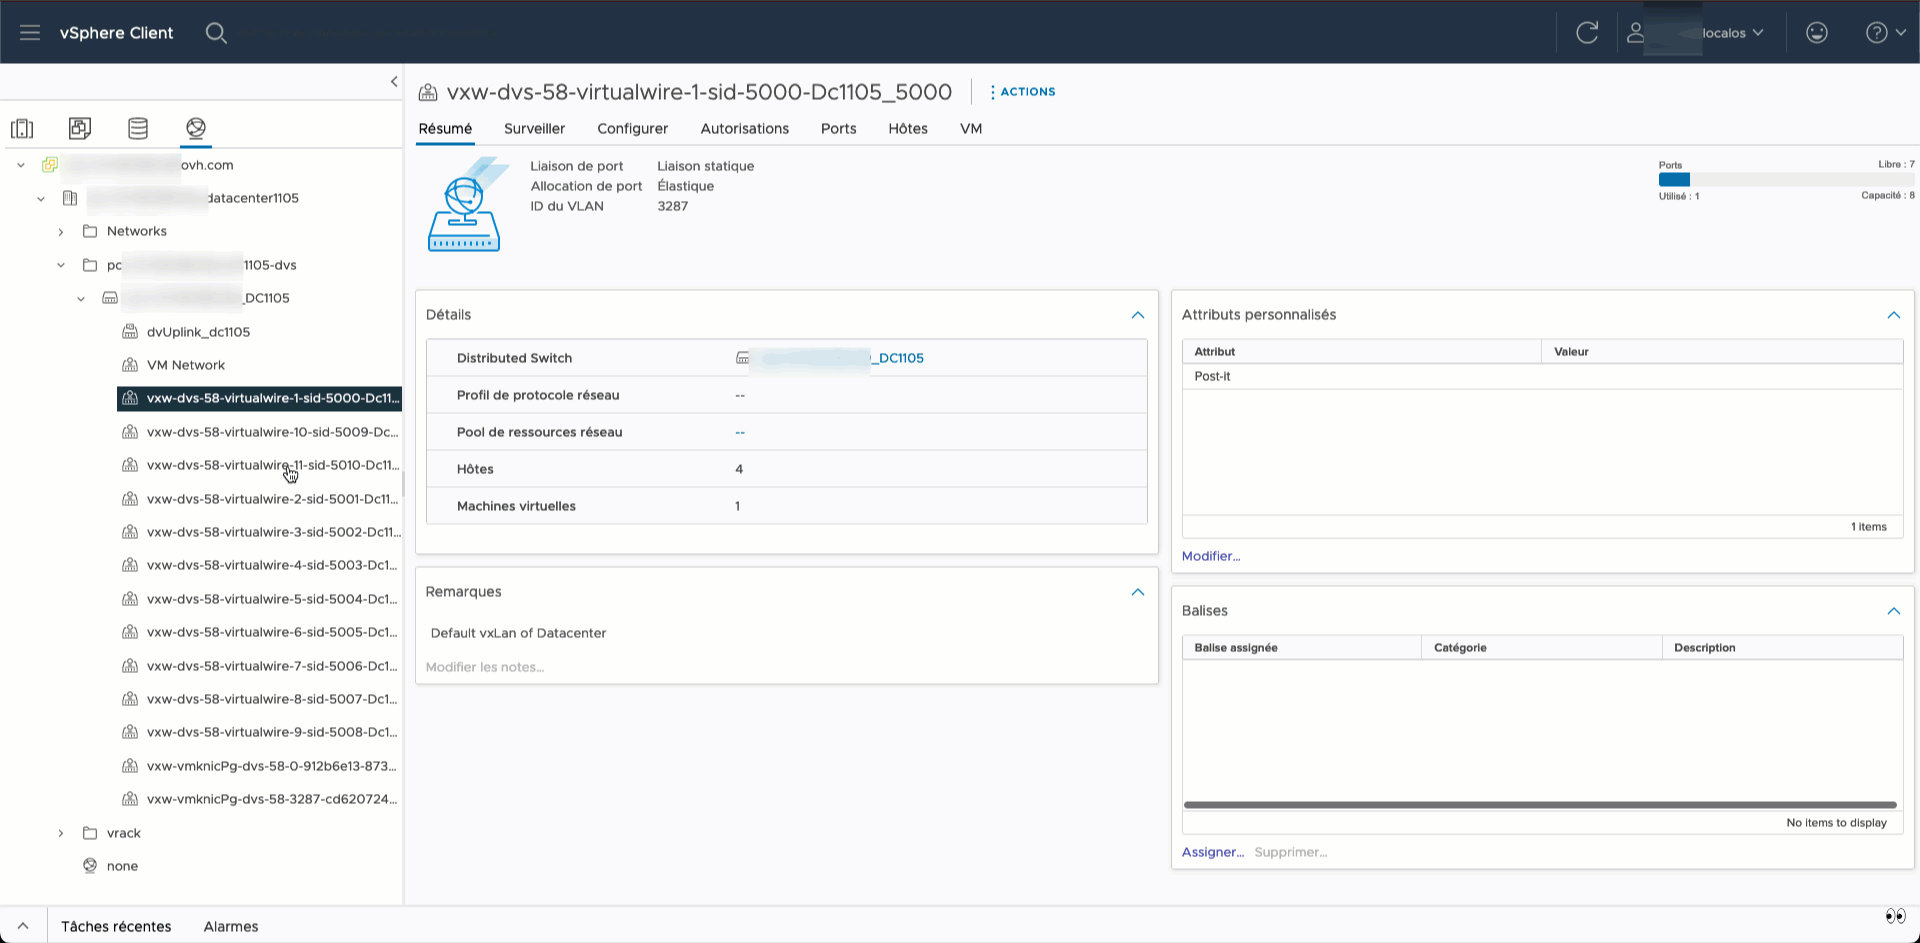 vSphere Client
localos
ovh.com
datacenter1105
Networks
pc 1105-dvs
_DC1105
dvUplink_dc1105
VM Network
vxw-dvs-58-virtualwire-1-sid-5000-Dc11...
vxw-dvs-58-virtualwire-10-sid-5009-Dc...
vxw-dvs-58-virtualwire-11-sid-5010-Dc11...
vxw-dvs-58-virtualwire-2-sid-5001-Dc11...
vxw-dvs-58-virtualwire-3-sid-5002-Dc11...
vxw-dvs-58-virtualwire-4-sid-5003-Dc1...
vxw-dvs-58-virtualwire-5-sid-5004-Dc1...
vxw-dvs-58-virtualwire-6-sid-5005-Dc1...
vxw-dvs-58-virtualwire-7-sid-5006-Dc1...
vxw-dvs-58-virtualwire-8-sid-5007-Dc1...
vxw-dvs-58-virtualwire-9-sid-5008-Dc1...
vxw-vmknicPg-dvs-58-0-912b6e13-873...
vxw-vmknicPg-dvs-58-3287-cd620724...
vrack
none
vxw-dvs-58-virtualwire-1-sid-5000-Dc1105_5000
ACTIONS
Résumé Surveiller Configurer Autorisations Ports Hôtes VM
Liaison de port Liaison statique
Allocation de port Élastique
ID du VLAN 3287
Ports Libre : 7
Utilisé : 1 Capacité : 8
Détails
Distributed Switch _DC1105
Profil de protocole réseau --
Pool de ressources réseau --
Hôtes 4
Machines virtuelles 1
Remarques
Default vxLan of Datacenter
Modifier les notes...
Attributs personnalisés
Attribut Valeur
Post-it
1 items
Modifier...
Balises
Balise assignée Catégorie Description
No items to display
Assigner... Supprimer...
Tâches récentes Alarmes